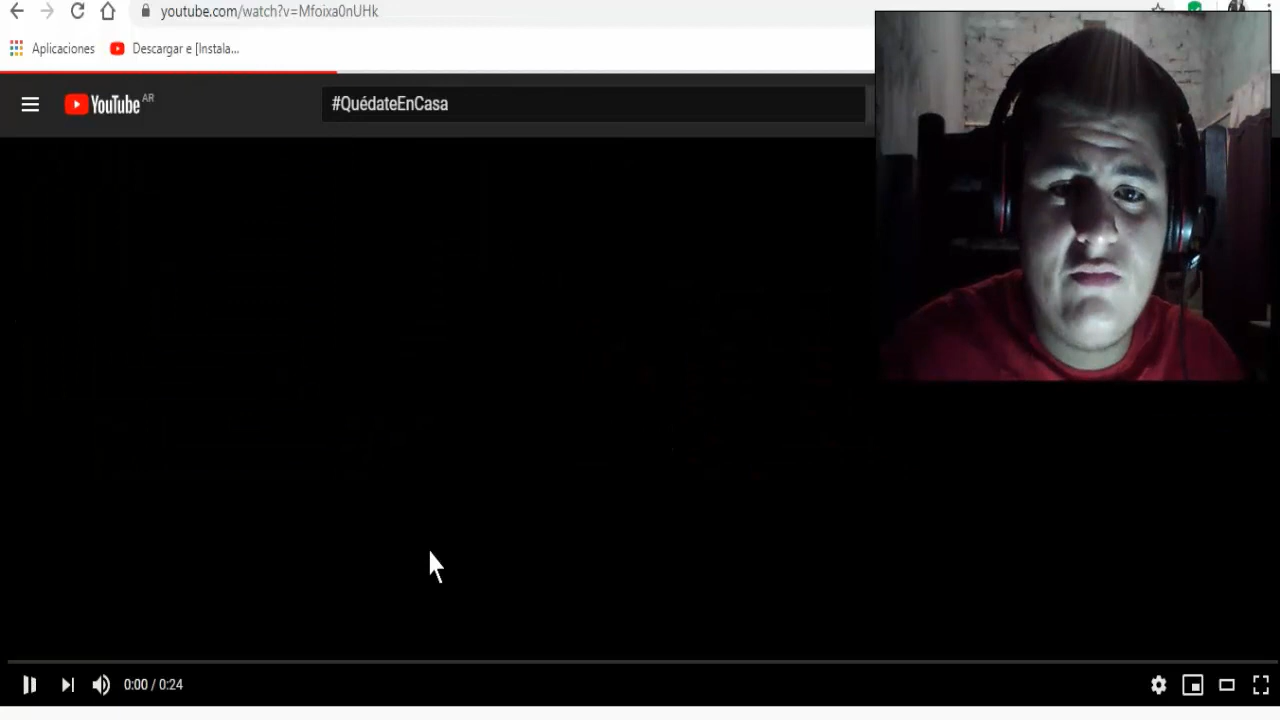 youtube.com/watch?v=Mfoixa0nUHk
Aplicaciones
Descargar e [Instala...
YouTube AR
#QuédateEnCasa
0:00 / 0:24